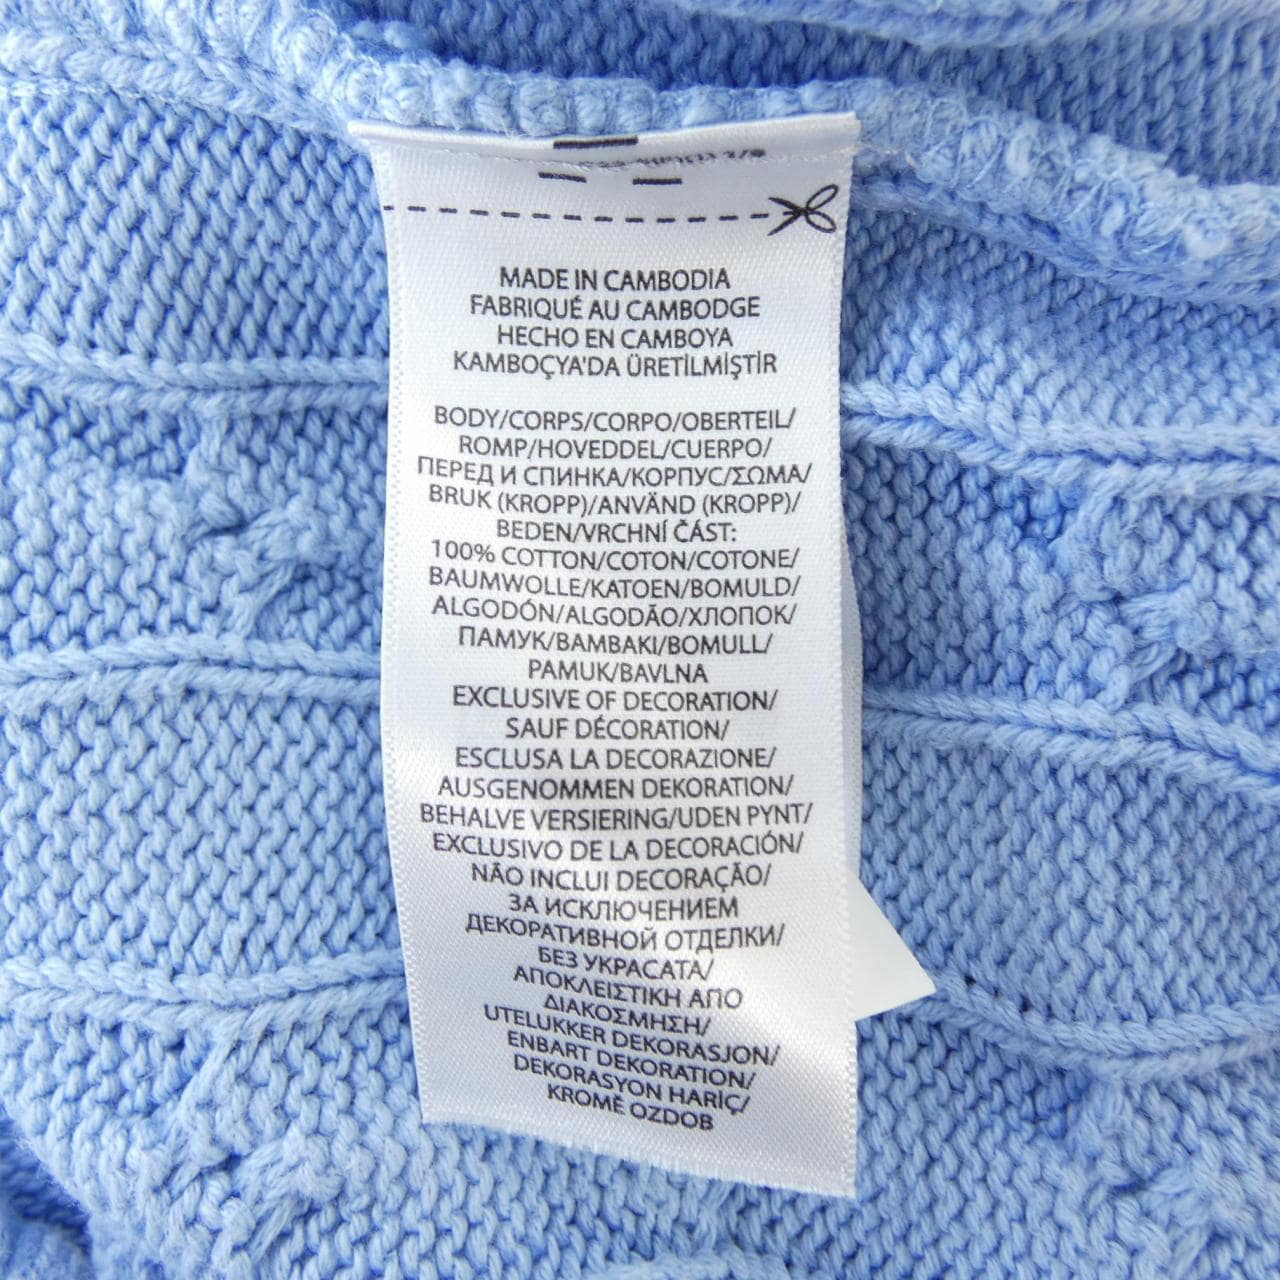 MADE IN CAMBODIA
FABRIQUÉ AU CAMBODGE
HECHO EN CAMBOYA
KAMBOÇYA'DA ÜRETİLMİŞTİR
BODY/CORPS/CORPO/OBERTEIL/
ROMP/HOVEDDEL/CUERPO/
ПЕРЕД И СПИНКА/КОРПУС/ΣΩΜΑ/
BRUK (KROPP)/ANVÄND (KROPP)/
BEDEN/VRCHNÍ ČÁST:
100% COTTON/COTON/COTONE/
BAUMWOLLE/KATOEN/BOMULD/
ALGODÓN/ALGODÃO/ХЛОПОК/
ПАМУК/ΒΑΜΒΑΚΙ/BOMULL/
PAMUK/BAVLNA
EXCLUSIVE OF DECORATION/
SAUF DÉCORATION/
ESCLUSA LA DECORAZIONE/
AUSGENOMMEN DEKORATION/
BEHALVE VERSIERING/UDEN PYNT/
EXCLUSIVO DE LA DECORACIÓN/
NÃO INCLUI DECORAÇÃO/
ЗА ИСКЛЮЧЕНИЕМ
ДЕКОРАТИВНОЙ ОТДЕЛКИ/
БЕЗ УКРАСАТА/
ΑΠΟΚΛΕΙΣΤΙΚΗ ΑΠΟ
ΔΙΑΚΟΣΜΗΣΗ/
UTELUKKER DEKORASJON/
ENBART DEKORATION/
DEKORASYON HARİÇ/
KROMĚ OZDOB